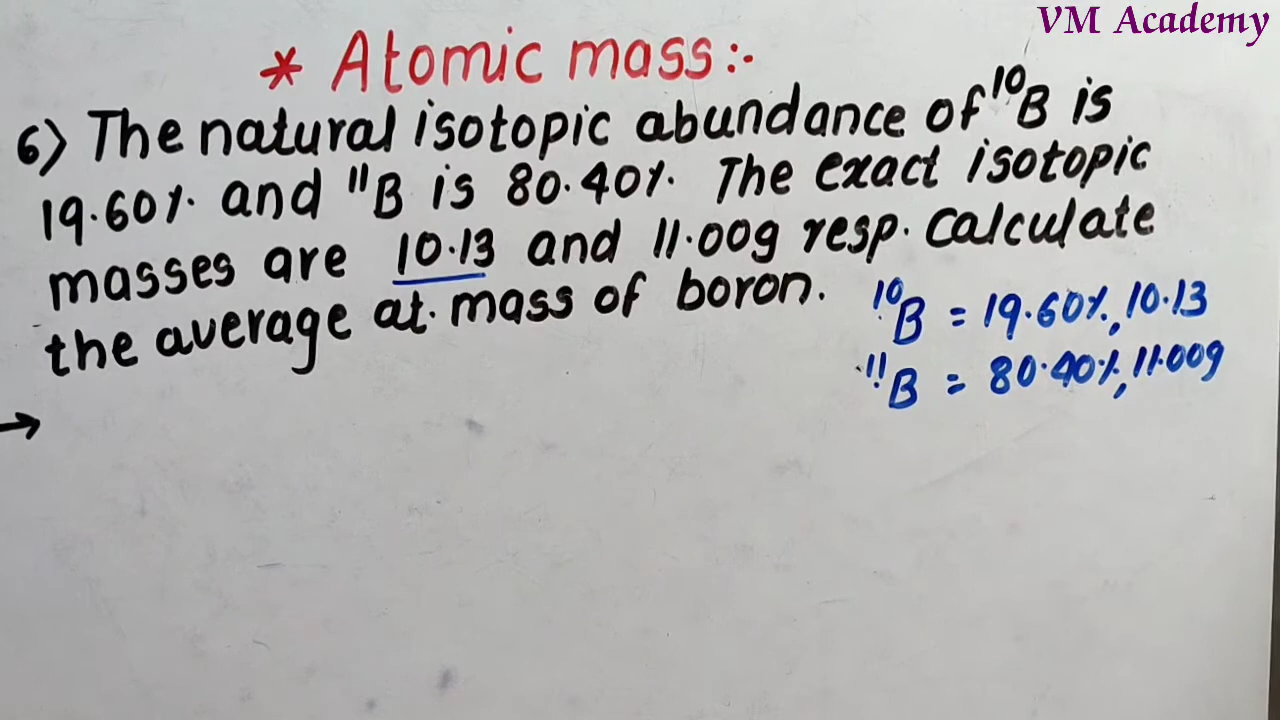 VM Academy
* Atomic mass:-
6) The natural isotopic abundance of ¹⁰B is
19.60% and ¹¹B is 80.40%. The exact isotopic
masses are 10.13 and 11.009 resp. Calculate
the average at. mass of boron.
¹⁰B = 19.60%, 10.13
¹¹B = 80.40%, 11.009
→